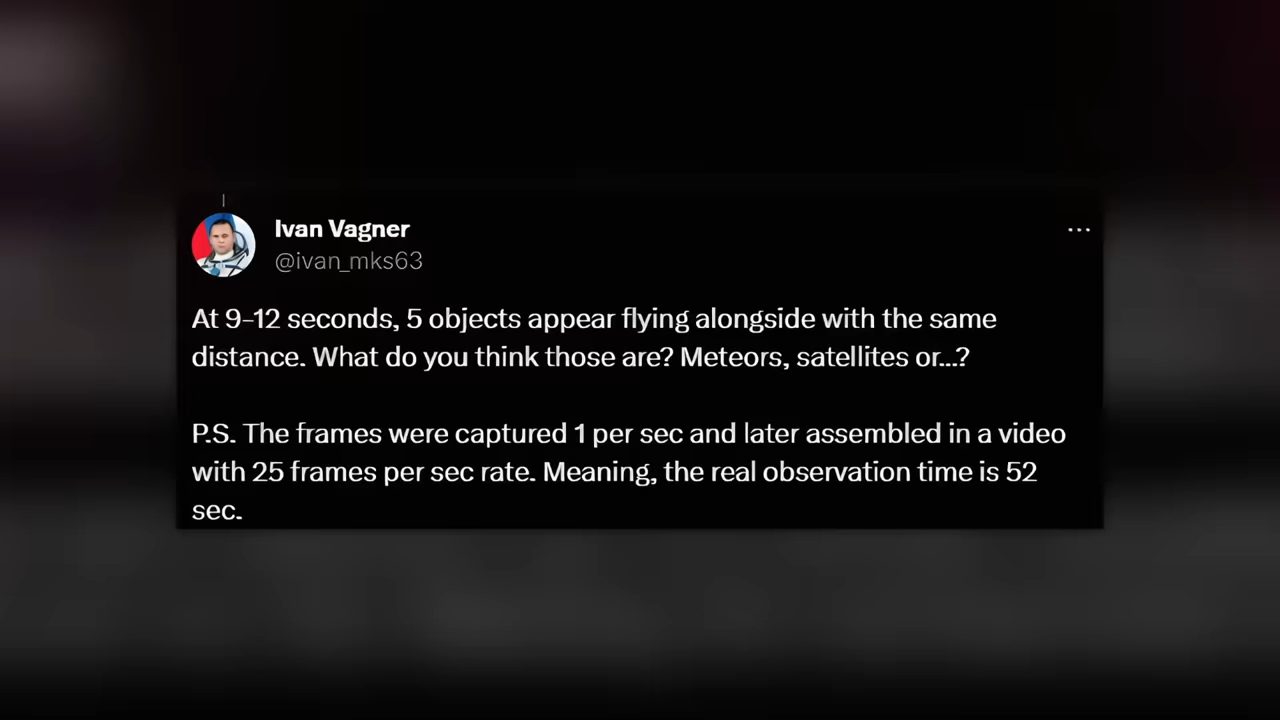 Ivan Vagner
@ivan_mks63
At 9–12 seconds, 5 objects appear flying alongside with the same
distance. What do you think those are? Meteors, satellites or...?
P.S. The frames were captured 1 per sec and later assembled in a video
with 25 frames per sec rate. Meaning, the real observation time is 52
sec.